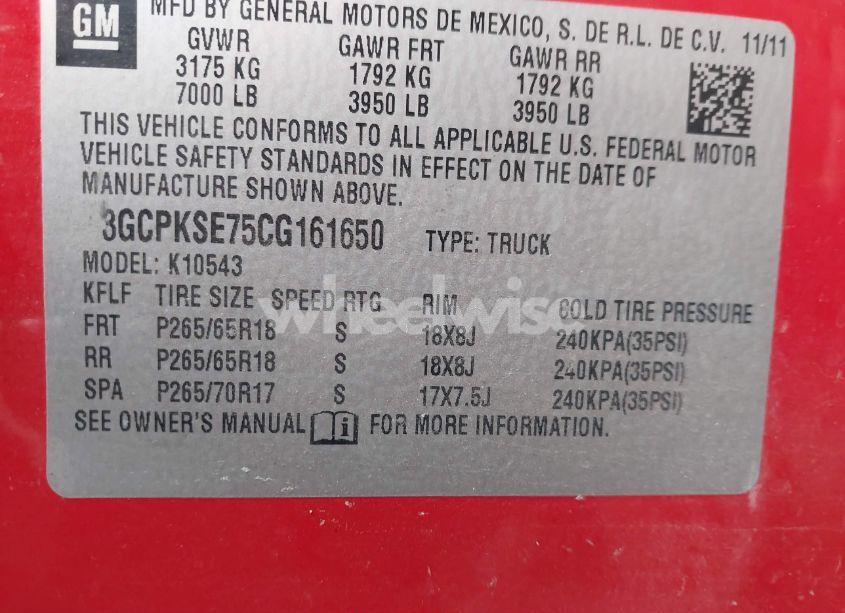 GM
MFD BY GENERAL MOTORS DE MEXICO, S. DE R.L. DE C.V. 11/11
GVWR GAWR FRT GAWR RR
3175 KG 1792 KG 1792 KG
7000 LB 3950 LB 3950 LB
THIS VEHICLE CONFORMS TO ALL APPLICABLE U.S. FEDERAL MOTOR
VEHICLE SAFETY STANDARDS IN EFFECT ON THE DATE OF
MANUFACTURE SHOWN ABOVE.
3GCPKSE75CG161650 TYPE: TRUCK
MODEL: K10543
KFLF TIRE SIZE SPEED RTG RIM COLD TIRE PRESSURE
wheelwise
FRT P265/65R18 S 18X8J 240KPA(35PSI)
RR P265/65R18 S 18X8J 240KPA(35PSI)
SPA P265/70R17 S 17X7.5J 240KPA(35PSI)
SEE OWNER'S MANUAL i FOR MORE INFORMATION.